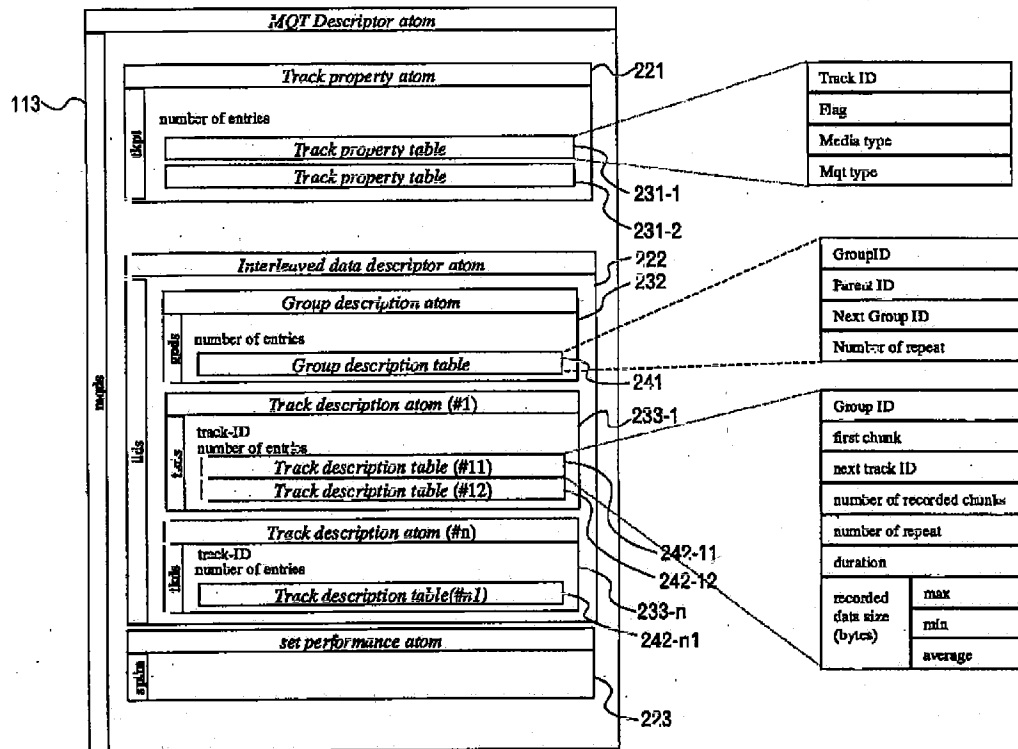 MQT Descriptor atom
Track property atom
221
113
number of entries
Track property table
Track property table
231-1
231-2
Track ID
Flag
Media type
Mqt type
Interleaved data descriptor atom
222
Group description atom
232
number of entries
Group description table
241
GroupID
Parent ID
Next Group ID
Number of repeat
mqds
Track description atom (#1)
233-1
track-ID
number of entries
Track description table (#11)
Track description table (#12)
242-11
242-12
Track description atom (#n)
tkds
track-ID
number of entries
Track description table(#n1)
233-n
242-n1
Group ID
first chunk
next track ID
number of recorded chunks
number of repeat
duration
recorded data size (bytes)
max
min
average
set performance atom
223